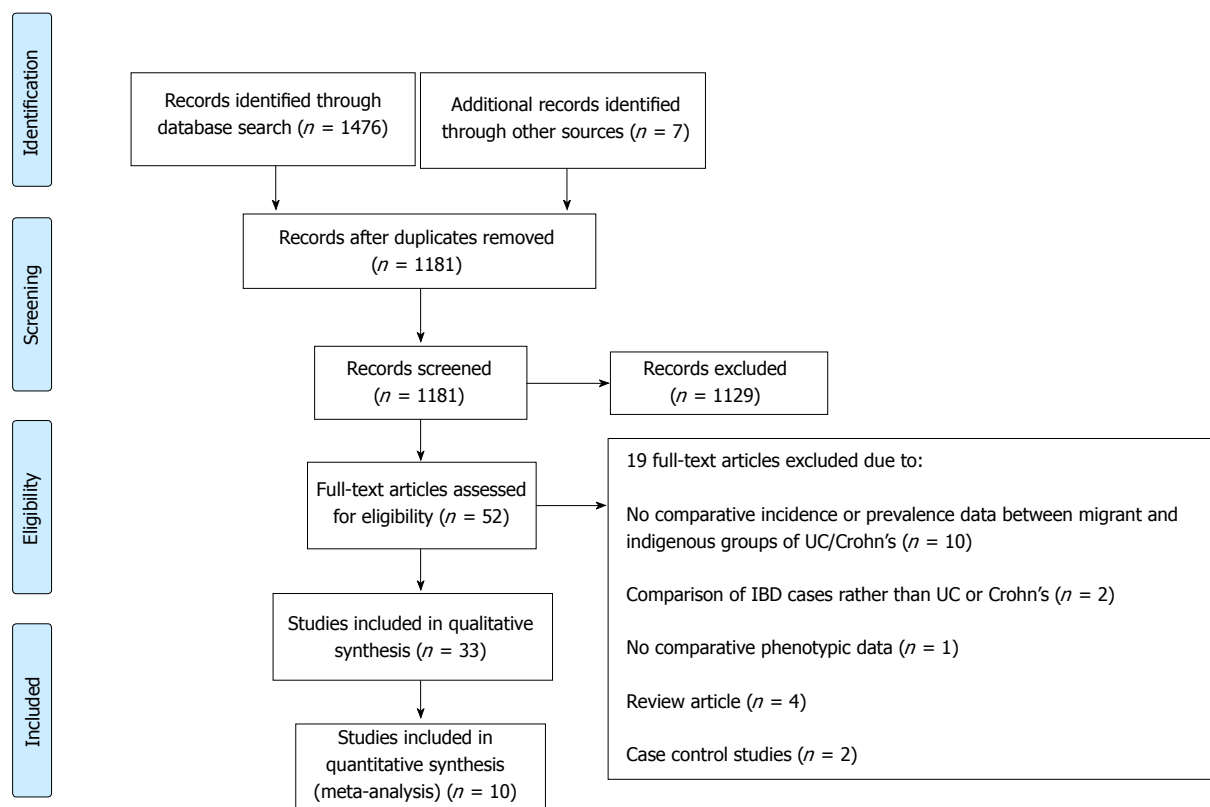 Identification
Records identified through
database search (n = 1476)
Additional records identified
through other sources (n = 7)
Screening
Records after duplicates removed
(n = 1181)
Records screened
(n = 1181)
Records excluded
(n = 1129)
Eligibility
Full-text articles assessed
for eligibility (n = 52)
19 full-text articles excluded due to:
No comparative incidence or prevalence data between migrant and
indigenous groups of UC/Crohn's (n = 10)
Comparison of IBD cases rather than UC or Crohn's (n = 2)
No comparative phenotypic data (n = 1)
Review article (n = 4)
Case control studies (n = 2)
Included
Studies included in qualitative
synthesis (n = 33)
Studies included in
quantitative synthesis
(meta-analysis) (n = 10)